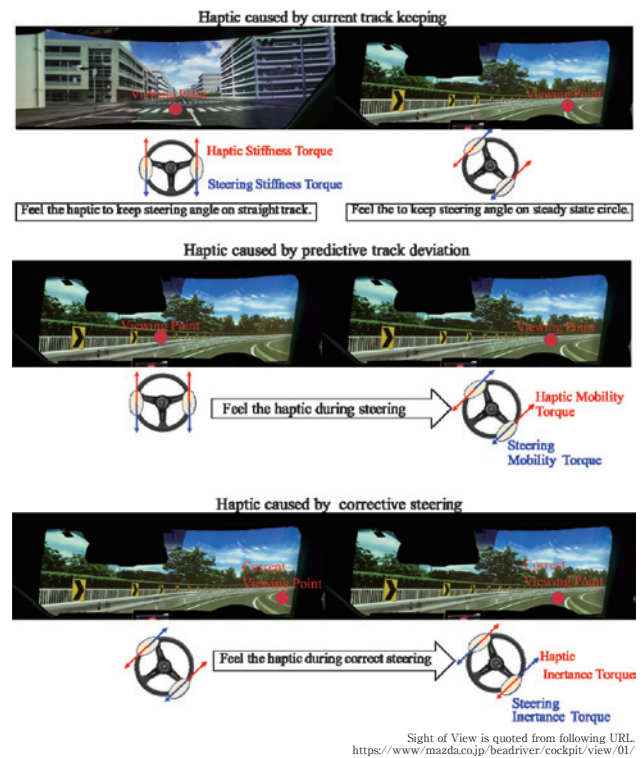 Haptic caused by current track keeping
Viewing Point
Viewing Point
Haptic Stiffness Torque
Steering Stiffness Torque
Feel the haptic to keep steering angle on straight track.
Feel the to keep steering angle on steady state circle.
Haptic caused by predictive track deviation
Viewing Point
Viewing Point
Feel the haptic during steering
Haptic Mobility
Torque
Steering
Mobility Torque
Haptic caused by corrective steering
Current
Viewing Point
Correct
Viewing Point
Feel the haptic during correct steering
Haptic
Inertance Torque
Steering
Inertance Torque
Sight of View is quoted from following URL.
https://www/mazda.co.jp/beadriver/cockpit/view/01/